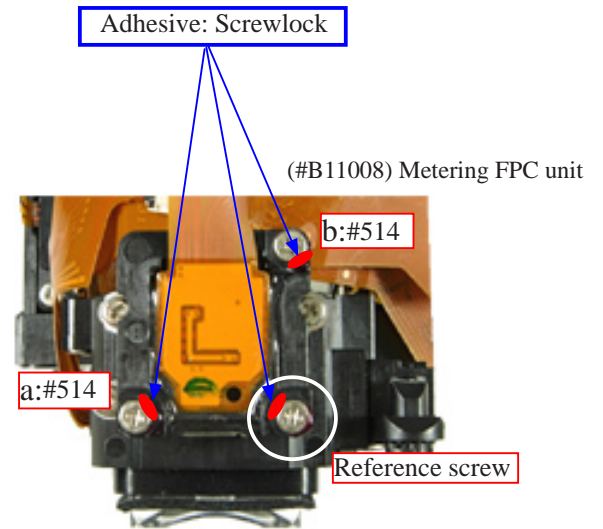 Adhesive: Screwlock
(#B11008) Metering FPC unit
b:#514
a:#514
Reference screw